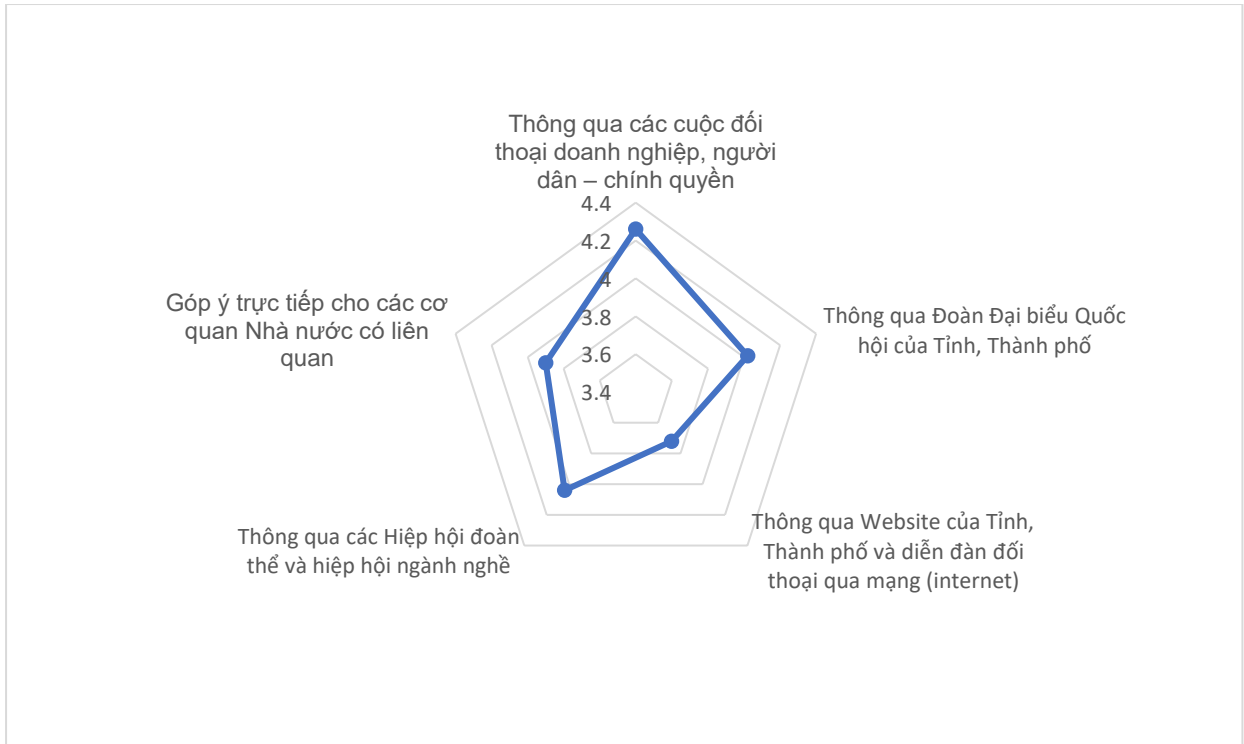 Thông qua các cuộc đối
thoại doanh nghiệp, người
dân – chính quyền
4.4
4.2
4
3.8
3.6
3.4
Thông qua Đoàn Đại biểu Quốc
hội của Tỉnh, Thành phố
Thông qua Website của Tỉnh,
Thành phố và diễn đàn đối
thoại qua mạng (internet)
Thông qua các Hiệp hội đoàn
thể và hiệp hội ngành nghề
Góp ý trực tiếp cho các cơ
quan Nhà nước có liên
quan